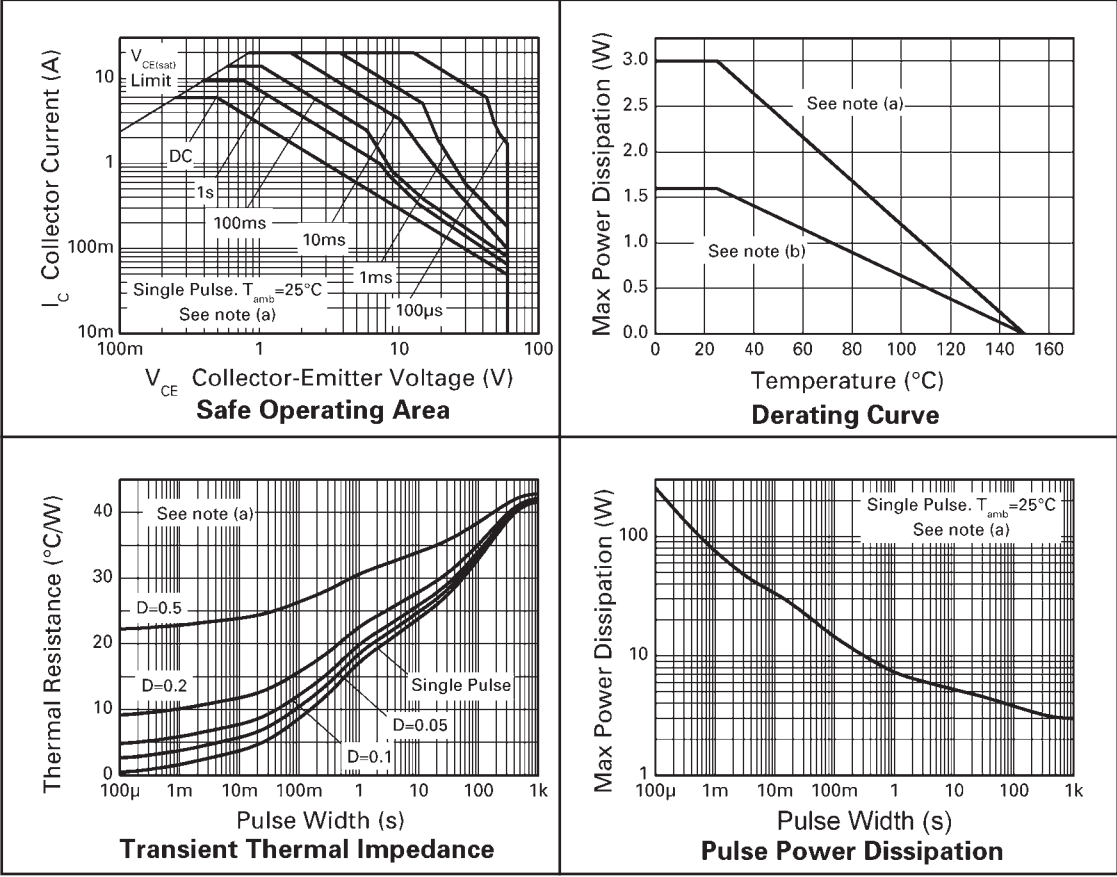 I_C Collector Current (A)
10
1
100m
10m
V_CE(sat)
Limit
DC
1s
100ms
10ms
1ms
100µs
Single Pulse. T_amb=25°C
See note (a)
100m 1 10 100
V_CE Collector-Emitter Voltage (V)
Safe Operating Area
Max Power Dissipation (W)
3.0
2.5
2.0
1.5
1.0
0.5
0.0
See note (a)
See note (b)
0 20 40 60 80 100 120 140 160
Temperature (°C)
Derating Curve
Thermal Resistance (°C/W)
40
30
20
10
0
See note (a)
D=0.5
D=0.2
Single Pulse
D=0.05
D=0.1
100µ 1m 10m 100m 1 10 100 1k
Pulse Width (s)
Transient Thermal Impedance
Max Power Dissipation (W)
100
10
1
Single Pulse. T_amb=25°C
See note (a)
100µ 1m 10m 100m 1 10 100 1k
Pulse Width (s)
Pulse Power Dissipation